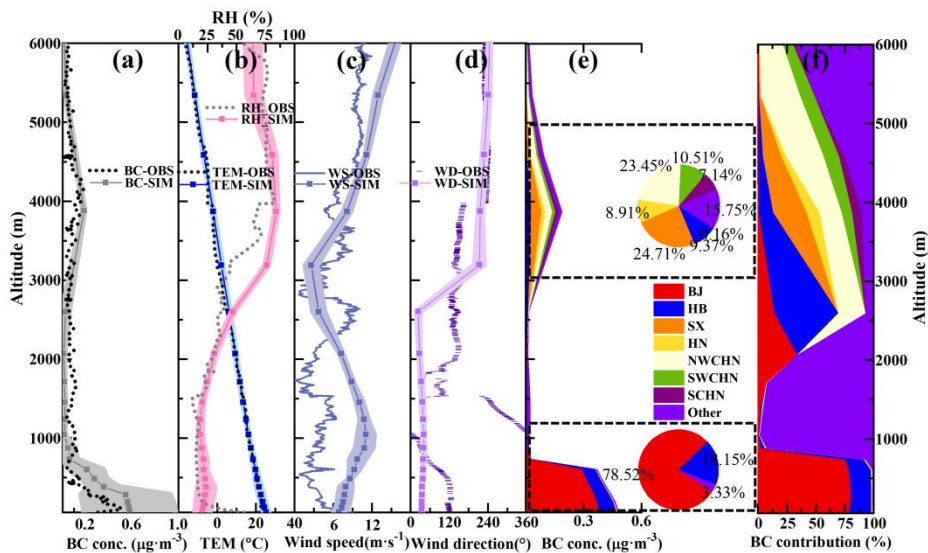 RH (%)
0 25 50 75 100
6000
5000
4000
3000
2000
1000
Altitude (m)
(a) (b) (c) (d) (e) (f)
RH_OBS
RH_SIM
BC-OBS
BC-SIM
TEM-OBS
TEM-SIM
WS-OBS
WS-SIM
WD-OBS
WD-SIM
23.45%
10.51%
7.14%
8.91%
15.75%
0.16%
9.37%
24.71%
BJ
HB
SX
HN
NWCHN
SWCHN
SCHN
Other
78.52%
18.15%
3.33%
6000
5000
4000
3000
2000
1000
Altitude (m)
0.2 0.6 1.0
0 20 40
4 6 12
0 120 240 360
0.3 0.6
0 25 50 75 100
BC conc. (μg·m⁻³)
TEM (°C)
Wind speed(m·s⁻¹)
Wind direction(°)
BC conc. (μg·m⁻³)
BC contribution (%)